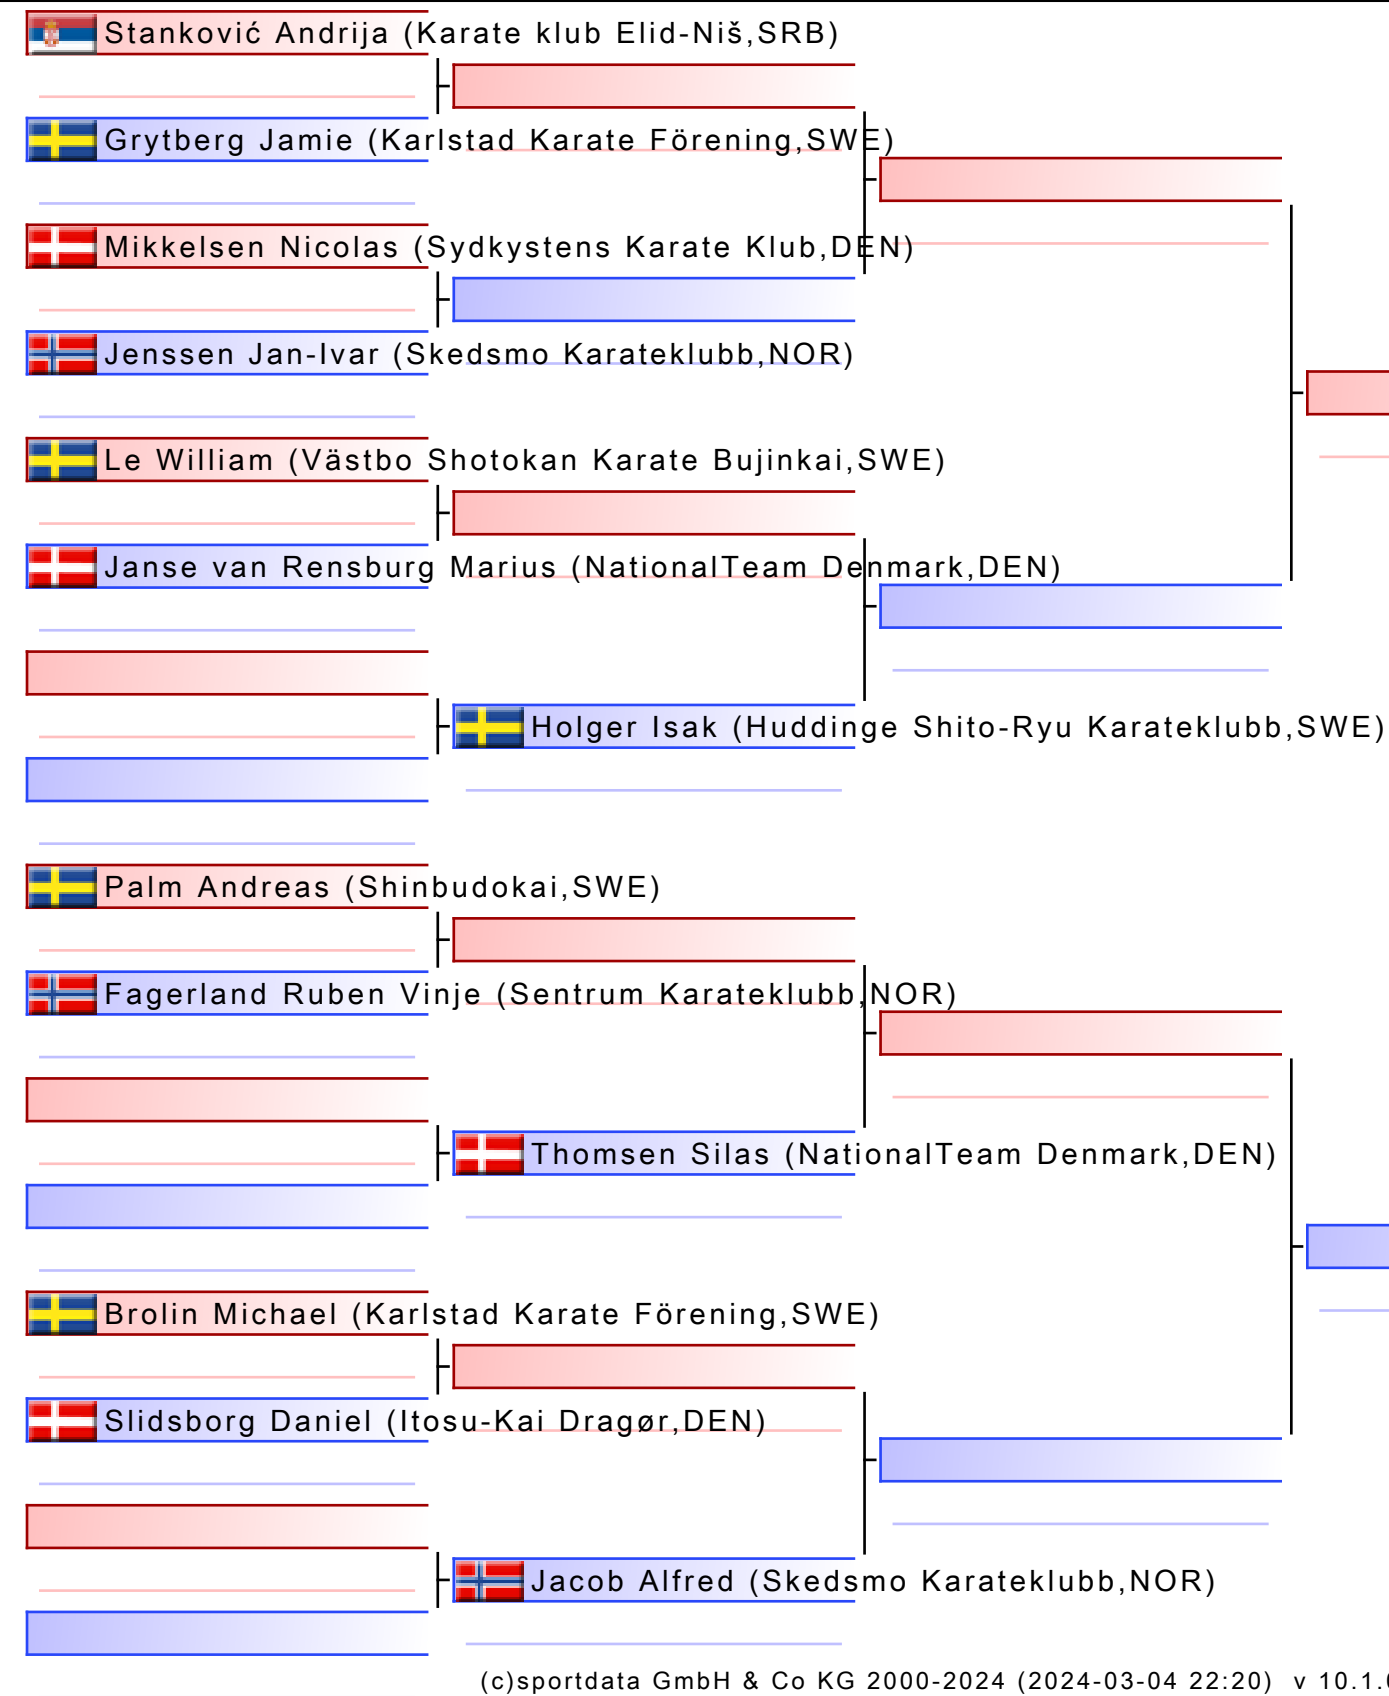 Stanković Andrija (Karate klub Elid-Niš,SRB)
Grytberg Jamie (Karlstad Karate Förening,SWE)
Mikkelsen Nicolas (Sydkystens Karate Klub,DEN)
Jenssen Jan-Ivar (Skedsmo Karateklubb,NOR)
Le William (Västbo Shotokan Karate Bujinkai,SWE)
Janse van Rensburg Marius (NationalTeam Denmark,DEN)
Holger Isak (Huddinge Shito-Ryu Karateklubb,SWE)
Palm Andreas (Shinbudokai,SWE)
Fagerland Ruben Vinje (Sentrum Karateklubb,NOR)
Thomsen Silas (NationalTeam Denmark,DEN)
Brolin Michael (Karlstad Karate Förening,SWE)
Slidsborg Daniel (Itosu-Kai Dragør,DEN)
Jacob Alfred (Skedsmo Karateklubb,NOR)
(c)sportdata GmbH & Co KG 2000-2024 (2024-03-04 22:20) v 10.1.